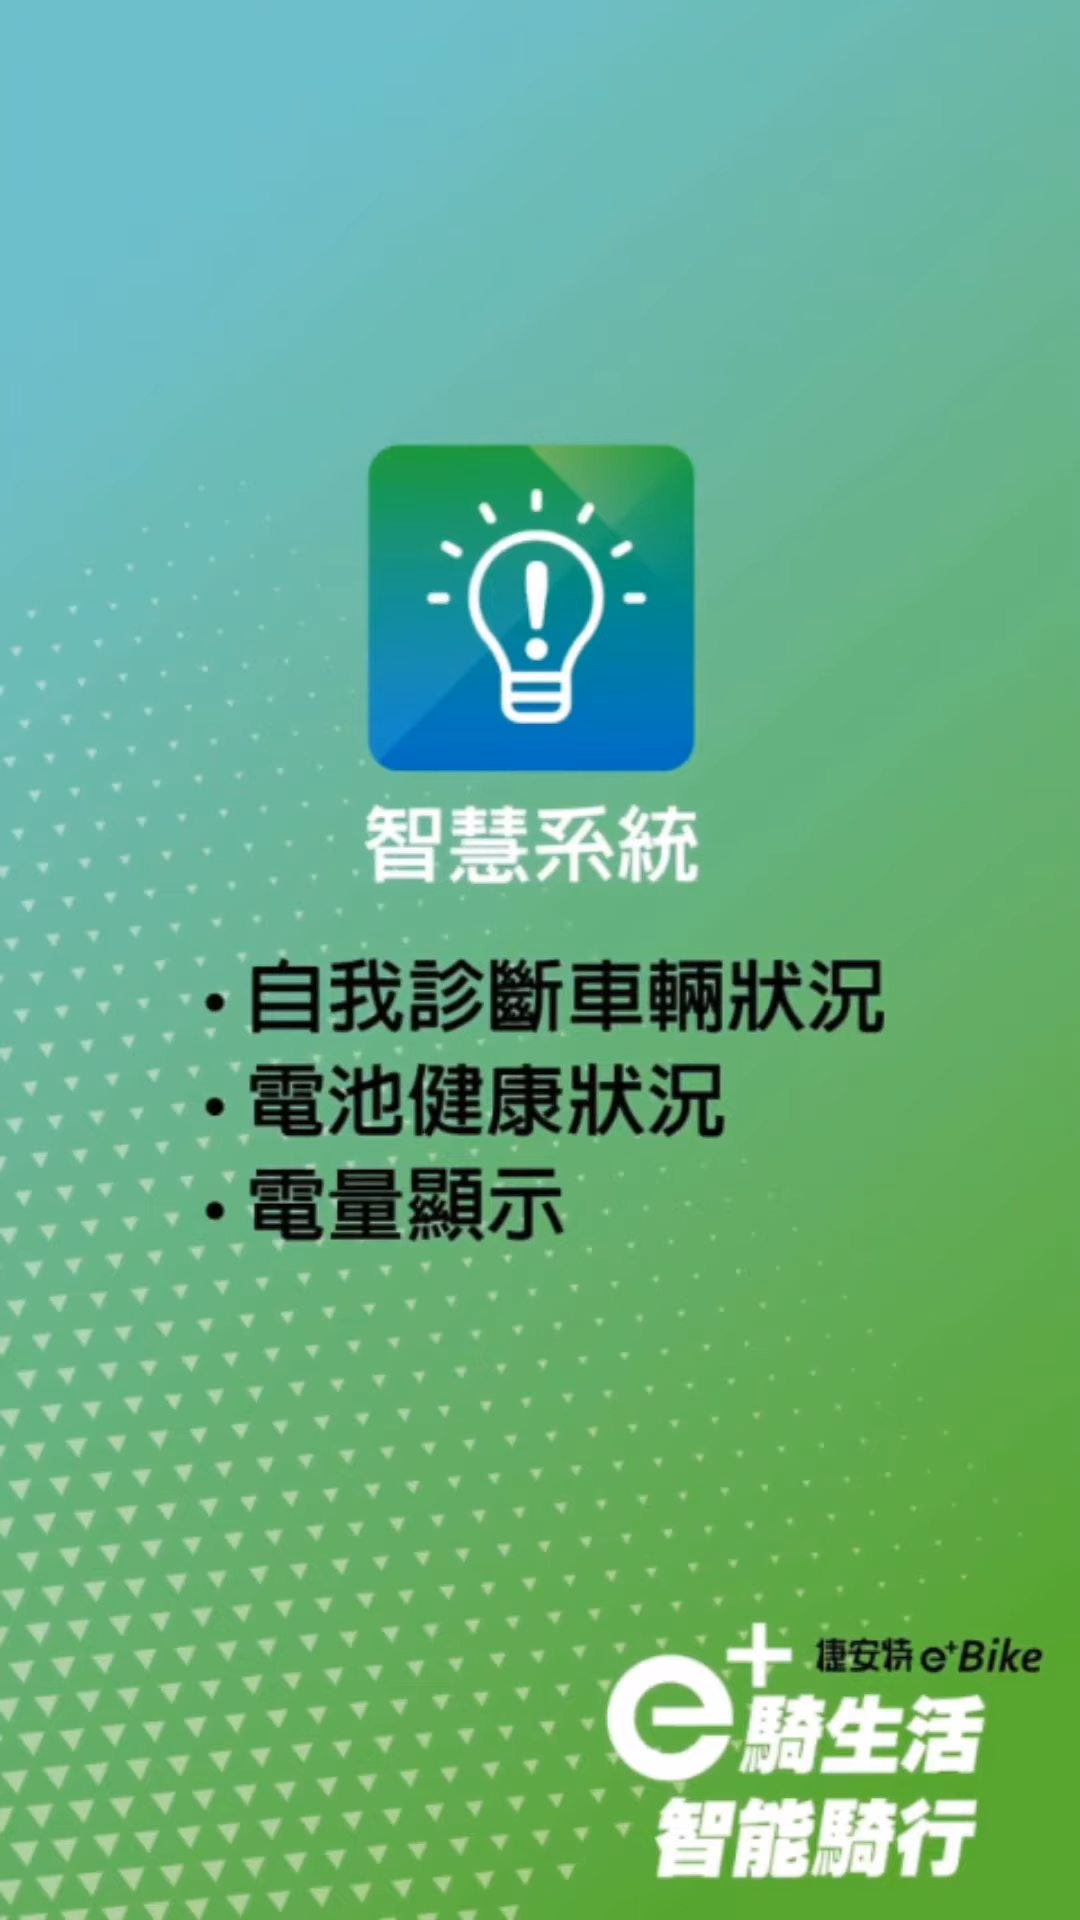 智慧系統
• 自我診斷車輛狀況
• 電池健康狀況
• 電量顯示
捷安特 e+Bike
e+騎生活
智能騎行